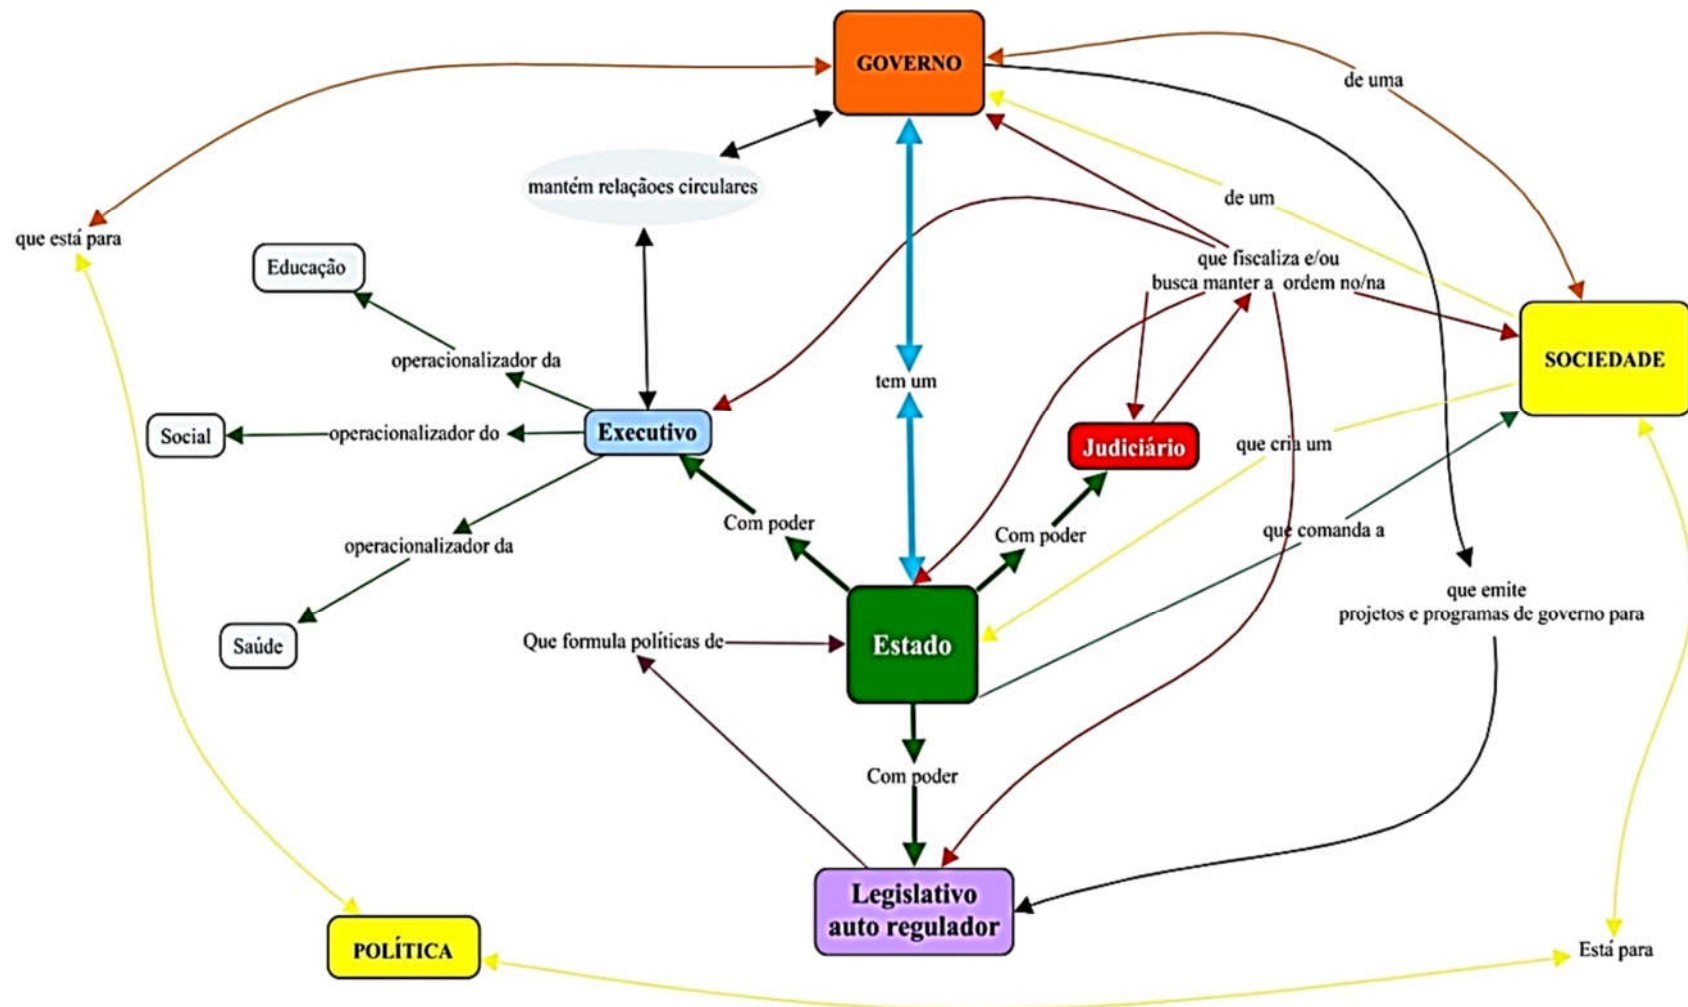 GOVERNO
de uma
mantém relaçãoes circulares
de um
que está para
Educação
que fiscaliza e/ou
busca manter a ordem no/na
operacionalizador da
tem um
SOCIEDADE
Social
operacionalizador do
Executivo
Judiciário
que cria um
Com poder
Com poder
que comanda a
operacionalizador da
que emite
projetos e programas de governo para
Saúde
Que formula políticas de
Estado
Com poder
Legislativo
auto regulador
POLÍTICA
Está para